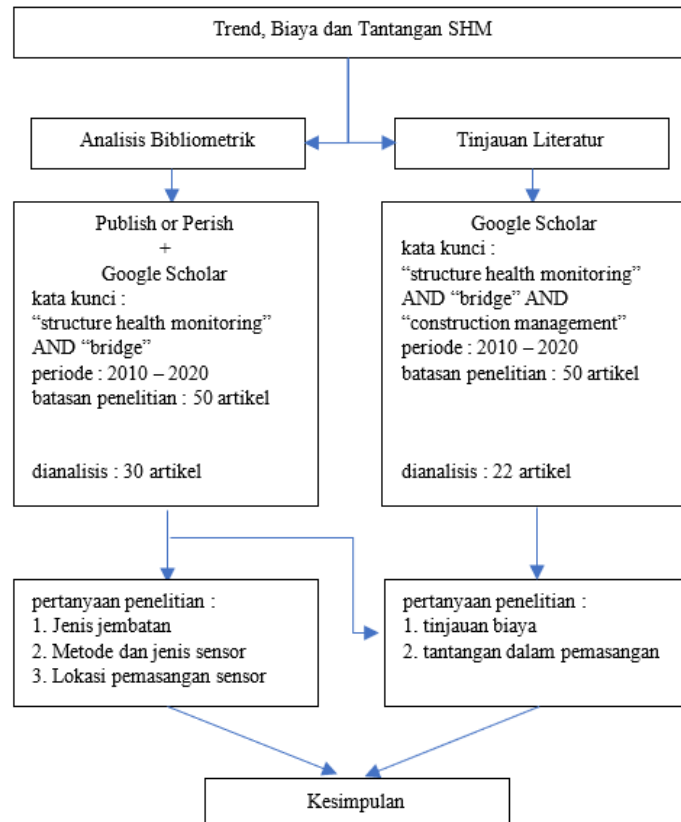 Trend, Biaya dan Tantangan SHM
Analisis Bibliometrik
Tinjauan Literatur
Publish or Perish
+
Google Scholar
kata kunci :
“structure health monitoring”
AND “bridge”
periode : 2010 – 2020
batasan penelitian : 50 artikel
dianalisis : 30 artikel
Google Scholar
kata kunci :
“structure health monitoring”
AND “bridge” AND
“construction management”
periode : 2010 – 2020
batasan penelitian : 50 artikel
dianalisis : 22 artikel
pertanyaan penelitian :
1. Jenis jembatan
2. Metode dan jenis sensor
3. Lokasi pemasangan sensor
pertanyaan penelitian :
1. tinjauan biaya
2. tantangan dalam pemasangan
Kesimpulan